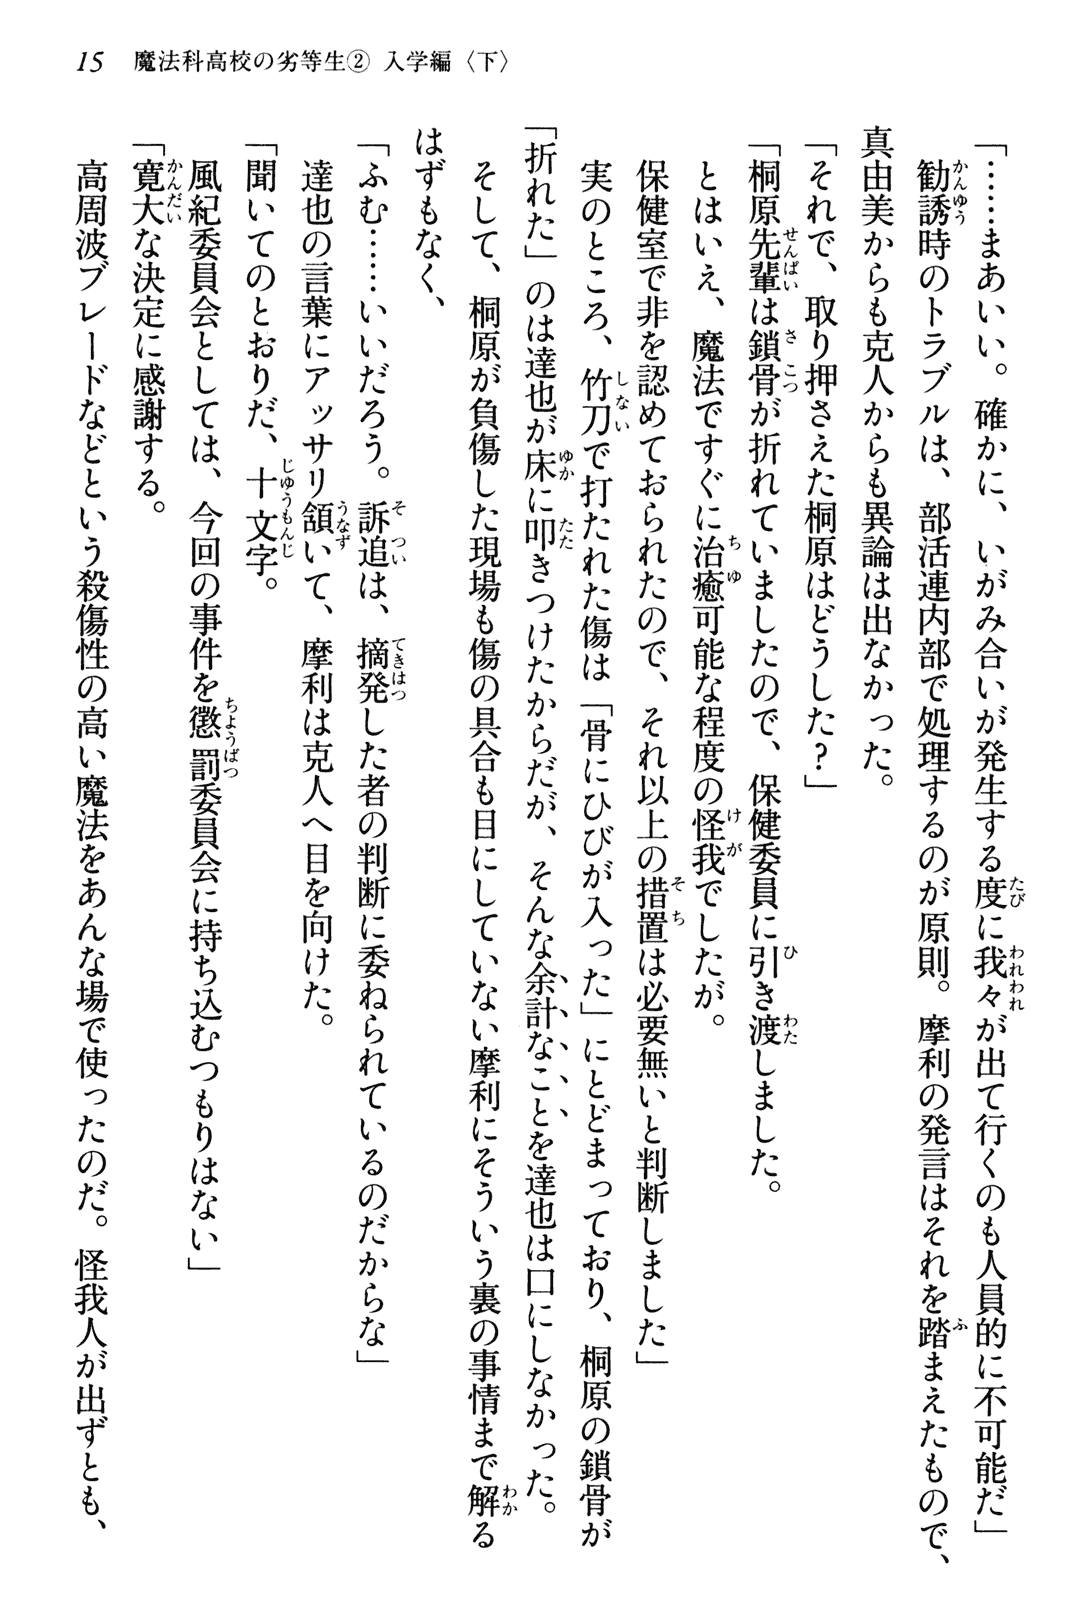 15 魔法科高校の劣等生② 入学編〈下〉
「……まあいい。確かに、いがみ合いが発生する度に我々が出て行くのも人員的に不可能だ」
勧誘時のトラブルは、部活連内部で処理するのが原則。摩利の発言はそれを踏まえたもので、
真由美からも克人からも異論は出なかった。
「それで、取り押さえた桐原はどうした？」
「桐原先輩は鎖骨が折れていましたので、保健委員に引き渡しました。
とはいえ、魔法ですぐに治癒可能な程度の怪我でしたが。
保健室で非を認めておられたので、それ以上の措置は必要無いと判断しました」
実のところ、竹刀で打たれた傷は「骨にひびが入った」にとどまっており、桐原の鎖骨が
「折れた」のは達也が床に叩きつけたからだが、そんな余計なことを達也は口にしなかった。
そして、桐原が負傷した現場も傷の具合も目にしていない摩利にそういう裏の事情まで解る
はずもなく、
「ふむ……いいだろう。訴追は、摘発した者の判断に委ねられているのだからな」
達也の言葉にアッサリ頷いて、摩利は克人へ目を向けた。
「聞いてのとおりだ、十文字。
風紀委員会としては、今回の事件を懲罰委員会に持ち込むつもりはない」
「寛大な決定に感謝する。
高周波ブレードなどという殺傷性の高い魔法をあんな場で使ったのだ。怪我人が出ずとも、